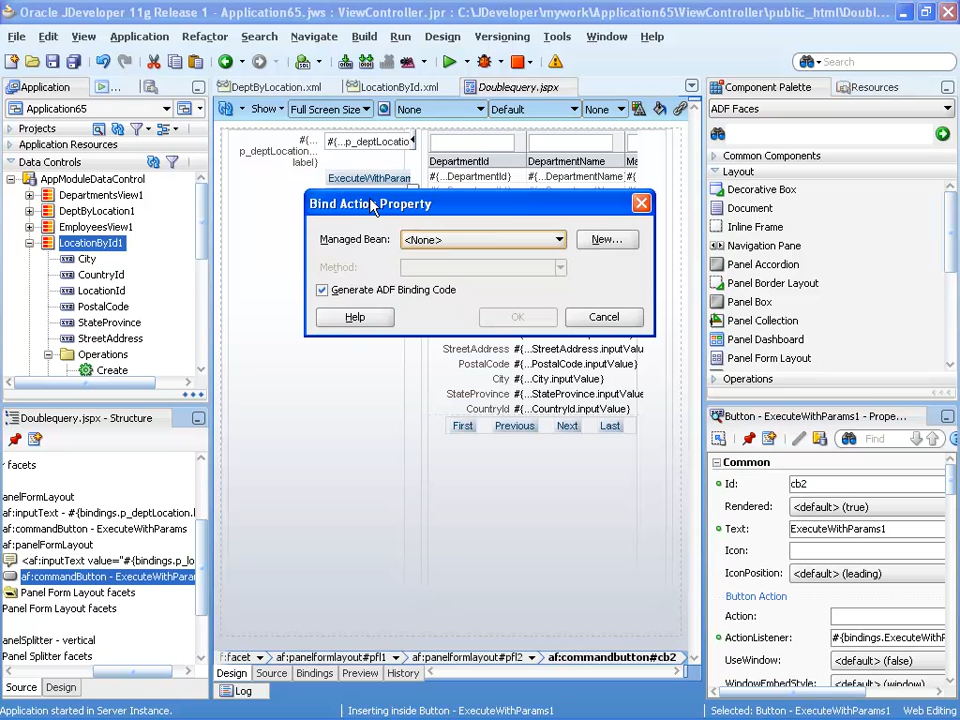 Oracle JDeveloper 11g Release 1 - Application65.jws : ViewController.jpr : C:\JDeveloper\mywork\Application65\ViewController\public_html\Doubl...
File Edit View Application Refactor Search Navigate Build Run Design Versioning Tools Window Help
Search
Application
DeptByLocation.xml
LocationById.xml
Doublequery.jspx
Component Palette
Resources
Application65
Show
Full Screen Size
None
Default
None
ADF Faces
Projects
Application Resources
Data Controls
AppModuleDataControl
DepartmentsView1
DeptByLocation1
EmployeesView1
LocationById1
City
CountryId
LocationId
PostalCode
StateProvince
StreetAddress
Operations
Create
#{...
p_deptLocation...
label}
#{...p_deptLocatio
ExecuteWithParam
DepartmentId
DepartmentName
Ma
#{...DepartmentId}
#{...DepartmentName
#{
Bind Action Property
Managed Bean:
<None>
New...
Method:
Generate ADF Binding Code
Help
OK
Cancel
StreetAddress #{...StreetAddress.inputValu
PostalCode #{...PostalCode.inputValue}
City #{...City.inputValue}
StateProvince #{...StateProvince.inputValue
CountryId #{...CountryId.inputValue}
First Previous Next Last
Common Components
Layout
Decorative Box
Document
Group
Navigation Pane
Panel Accordion
Panel Border Layout
Panel Box
Panel Collection
Panel Dashboard
Panel Form Layout
Operations
Doublequery.jspx - Structure
facets
anelFormLayout
af:inputText - #{bindings.p_deptLocation.l
af:commandButton - ExecuteWithParams
af:panelFormLayout
<af:inputText value="#{bindings.p_lo
af:commandButton - ExecuteWithParan
Panel Form Layout facets
Panel Form Layout facets
anelSplitter - vertical
Panel Splitter facets
Source Design
f:facet
af:panelformlayout#pfl1
af:panelformlayout#pfl2
af:commandbutton#cb2
Design Source Bindings Preview History
Log
Button - ExecuteWithParams1 - Prope...
Find
Common
Id: cb2
Rendered: <default> (true)
Text: ExecuteWithParams1
Icon:
IconPosition: <default> (leading)
Button Action
Action:
ActionListener: #{bindings.ExecuteWithF
UseWindow: <default> (false)
WindowEmbedStyle: <default> (window)
Application started in Server Instance.
Inserting inside Button - ExecuteWithParams1
Selected: Button - ExecuteWithParams1
Web Editing